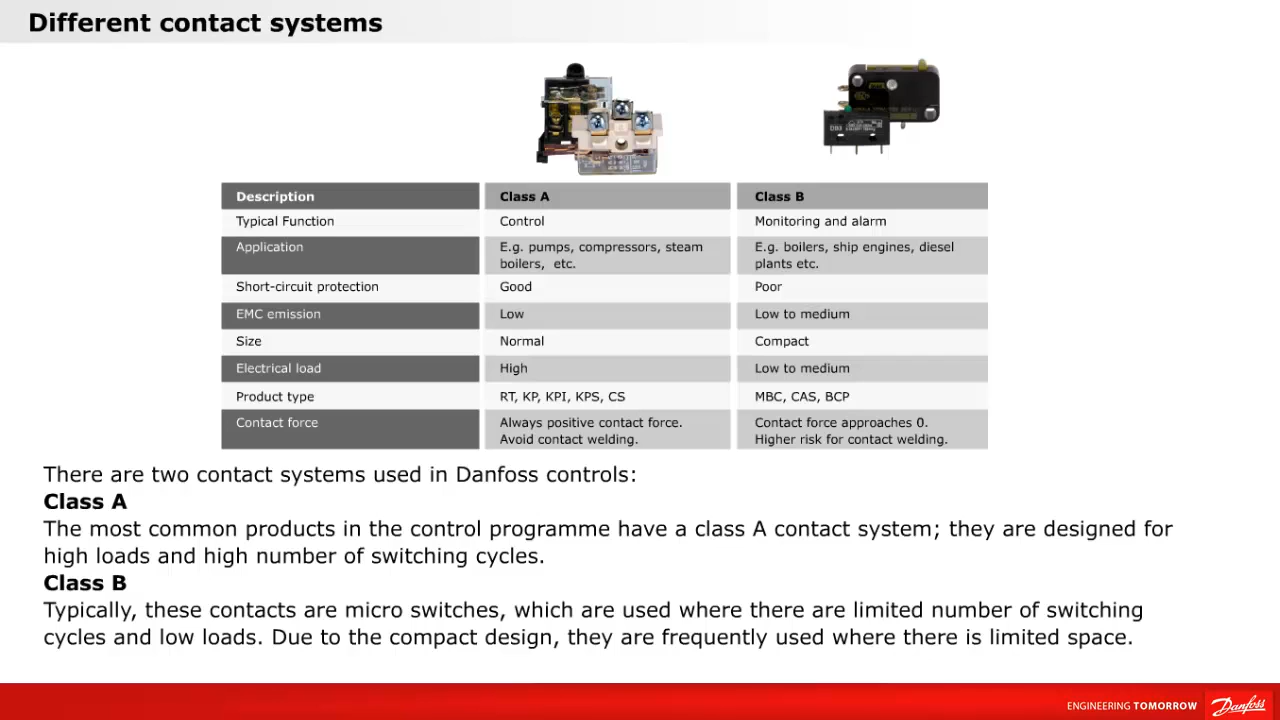 Different contact systems
Description Class A Class B
Typical Function Control Monitoring and alarm
Application E.g. pumps, compressors, steam boilers, etc. E.g. boilers, ship engines, diesel plants etc.
Short-circuit protection Good Poor
EMC emission Low Low to medium
Size Normal Compact
Electrical load High Low to medium
Product type RT, KP, KPI, KPS, CS MBC, CAS, BCP
Contact force Always positive contact force. Avoid contact welding. Contact force approaches 0. Higher risk for contact welding.
There are two contact systems used in Danfoss controls:
Class A
The most common products in the control programme have a class A contact system; they are designed for
high loads and high number of switching cycles.
Class B
Typically, these contacts are micro switches, which are used where there are limited number of switching
cycles and low loads. Due to the compact design, they are frequently used where there is limited space.
ENGINEERING TOMORROW
Danfoss